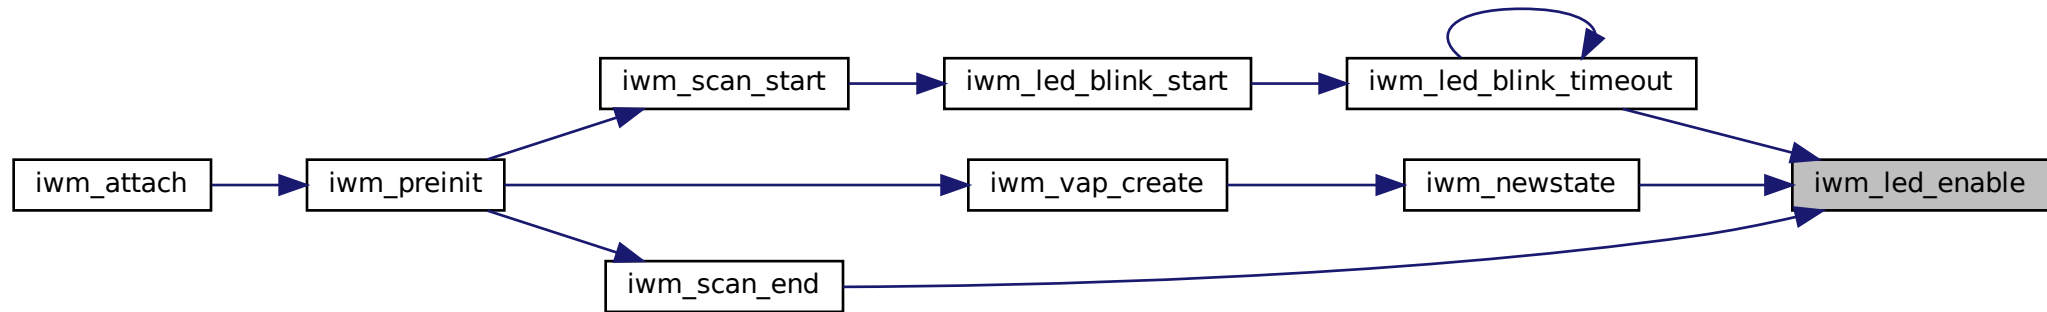 iwm_scan_start
iwm_led_blink_start
iwm_led_blink_timeout
iwm_attach
iwm_preinit
iwm_vap_create
iwm_newstate
iwm_led_enable
iwm_scan_end